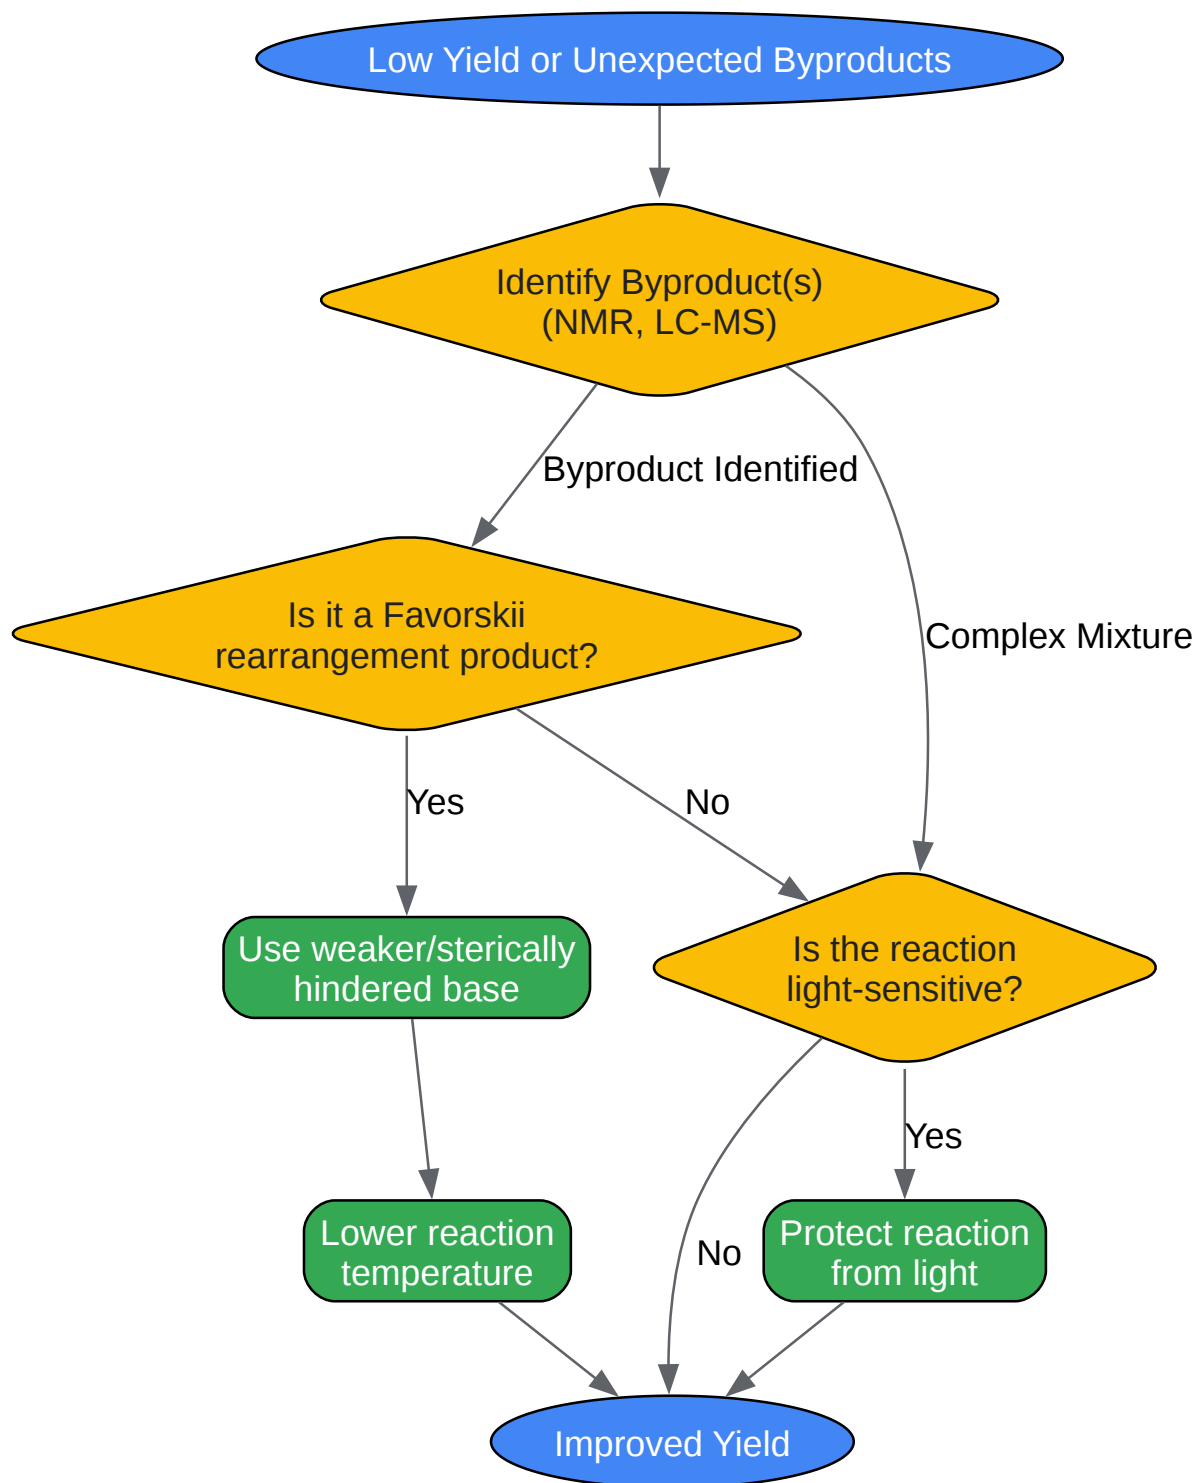 Low Yield or Unexpected Byproducts
Identify Byproduct(s)
(NMR, LC-MS)
Byproduct Identified
Is it a Favorskii
rearrangement product?
Complex Mixture
Yes
No
Use weaker/sterically
hindered base
Is the reaction
light-sensitive?
Yes
Lower reaction
temperature
No
Protect reaction
from light
Improved Yield